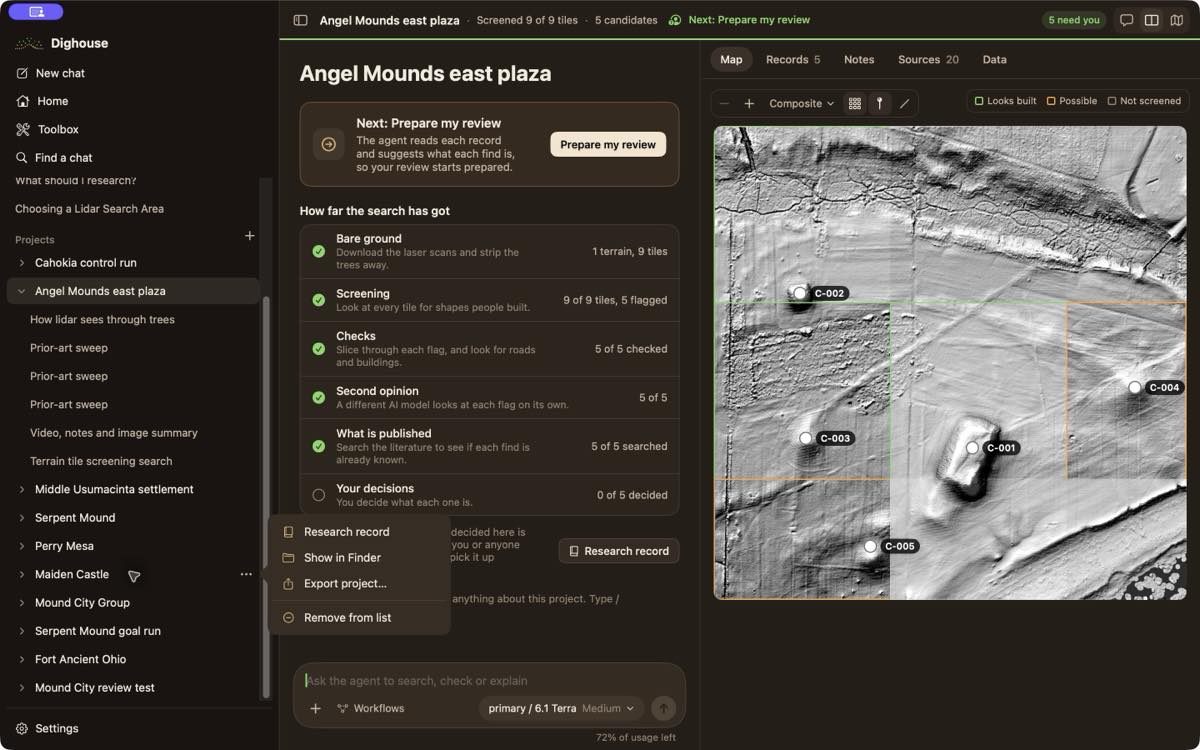 Dighouse
New chat
Home
Toolbox
Find a chat
What should I research?
Choosing a Lidar Search Area
Projects
Cahokia control run
Angel Mounds east plaza
How lidar sees through trees
Prior-art sweep
Prior-art sweep
Prior-art sweep
Video, notes and image summary
Terrain tile screening search
Middle Usumacinta settlement
Serpent Mound
Perry Mesa
Maiden Castle
Mound City Group
Serpent Mound goal run
Fort Ancient Ohio
Mound City review test
Settings
Angel Mounds east plaza · Screened 9 of 9 tiles · 5 candidates Next: Prepare my review
5 need you
Angel Mounds east plaza
Next: Prepare my review
The agent reads each record
and suggests what each find is,
so your review starts prepared.
Prepare my review
How far the search has got
Bare ground
Download the laser scans and strip the
trees away.
1 terrain, 9 tiles
Screening
Look at every tile for shapes people built.
9 of 9 tiles, 5 flagged
Checks
Slice through each flag, and look for roads
and buildings.
5 of 5 checked
Second opinion
A different AI model looks at each flag on its own.
5 of 5
What is published
Search the literature to see if each find is
already known.
5 of 5 searched
Your decisions
You decide what each one is.
0 of 5 decided
decided here is
you or anyone
pick it up
Research record
anything about this project. Type /
Research record
Show in Finder
Export project...
Remove from list
Ask the agent to search, check or explain
Workflows
primary / 6.1 Terra Medium
72% of usage left
Map
Records 5
Notes
Sources 20
Data
Composite
Looks built
Possible
Not screened
C-002
C-004
C-003
C-001
C-005